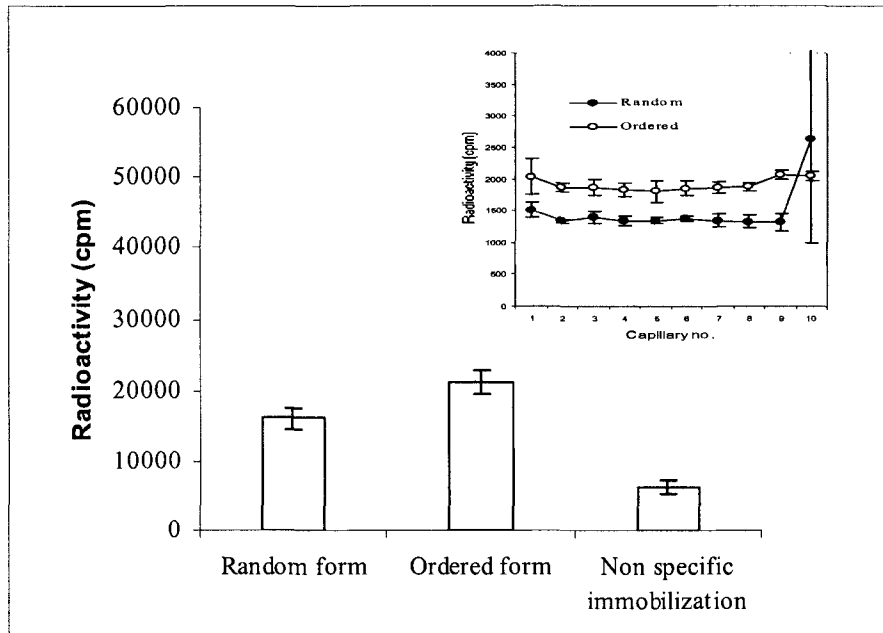 60000
50000
40000
30000
20000
10000
0
Radioactivity (cpm)
Random form
Ordered form
Non specific
immobilization
4000
3500
3000
2500
2000
1500
1000
500
0
Radioactivity (cpm)
Random
Ordered
1 2 3 4 5 6 7 8 9 10
Capillary no.